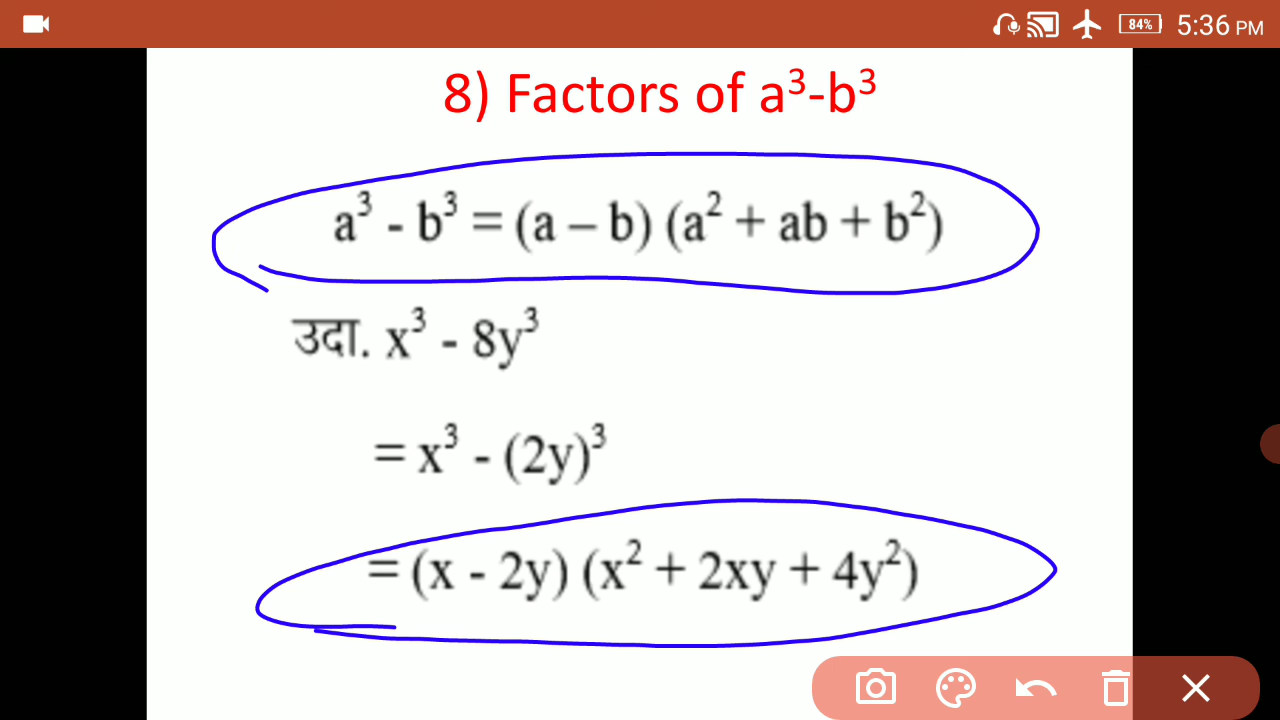 84% 5:36 PM
8) Factors of a³-b³
a³ - b³ = (a – b) (a² + ab + b²)
उदा. x³ - 8y³
= x³ - (2y)³
= (x - 2y) (x² + 2xy + 4y²)